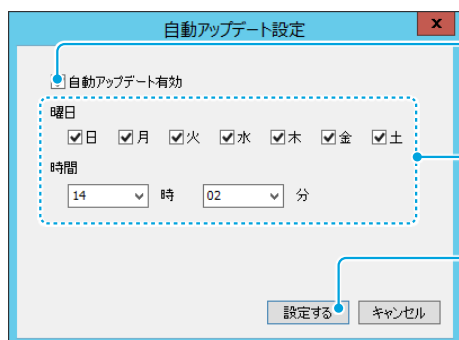 自動アップデート設定
x
自動アップデート有効
曜日
日 月 火 水 木 金 土
時間
14 時 02 分
設定する キャンセル